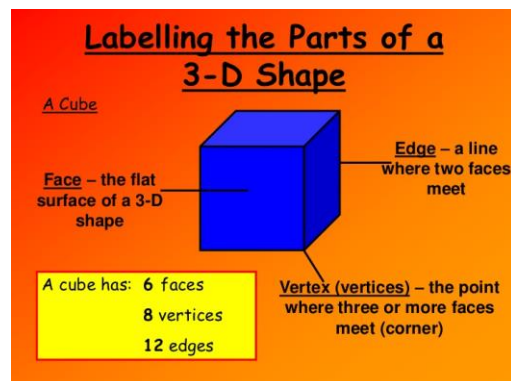 Labelling the Parts of a
3-D Shape
A Cube
Edge – a line
where two faces
meet
Face – the flat
surface of a 3-D
shape
A cube has: 6 faces
8 vertices
12 edges
Vertex (vertices) – the point
where three or more faces
meet (corner)